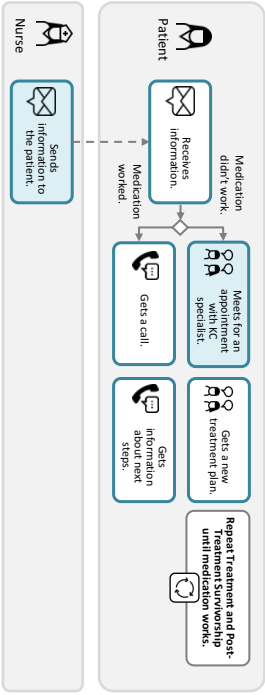 Patient
Receives
information.
Medication
didn't work.
Medication
worked.
Meets for an
appointment
with KC
specialist.
Gets a new
treatment plan.
Repeat Treatment and Post-
Treatment Survivorship
until medication works.
Gets a call.
Gets
information
about next
steps.
Nurse
Sends
information to
the patient.